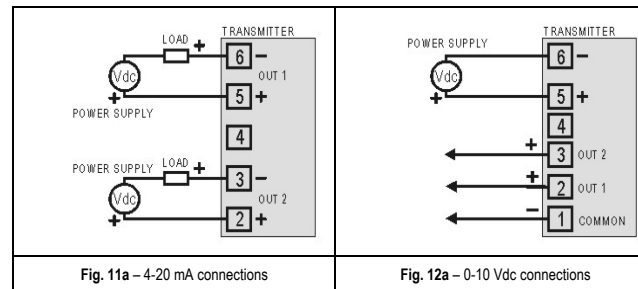 TRANSMITTER
LOAD +
6 -
OUT 1
Vdc
5 +
+
POWER SUPPLY
4
POWER SUPPLY LOAD +
3 -
OUT 2
Vdc
2 +
+
Fig. 11a – 4-20 mA connections
TRANSMITTER
POWER SUPPLY
6 -
Vdc
5 +
+
4
+
3 OUT 2
+
2 OUT 1
-
1 COMMON
Fig. 12a – 0-10 Vdc connections